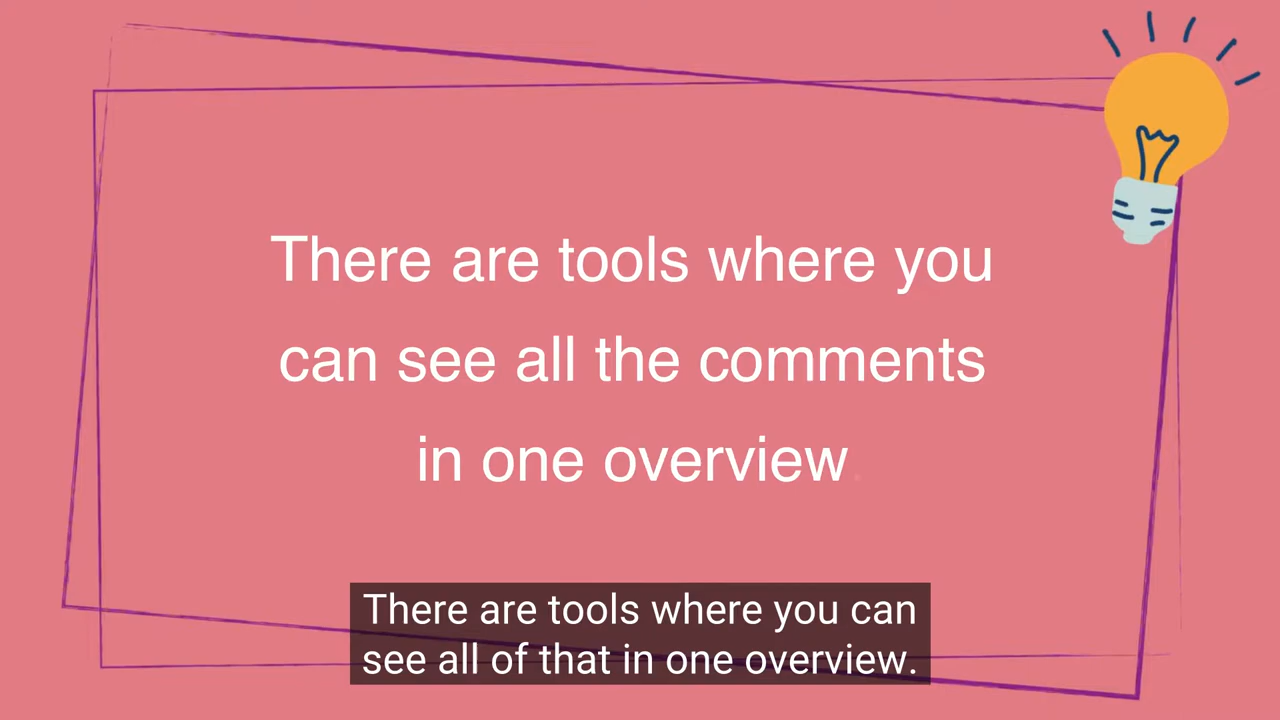 There are tools where you
can see all the comments
in one overview.
There are tools where you can
see all of that in one overview.